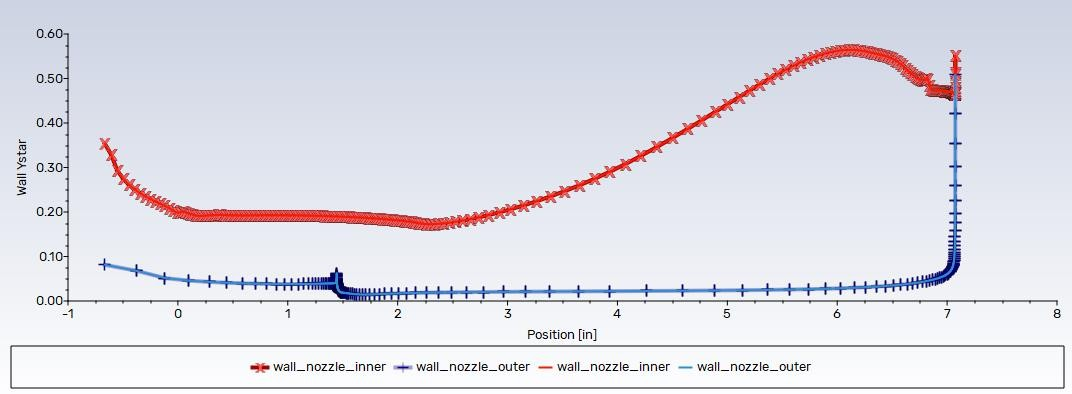 0.60
0.50
0.40
0.30
0.20
0.10
0.00
Wall Ystar
-1 0 1 2 3 4 5 6 7 8
Position [in]
wall_nozzle_inner wall_nozzle_outer wall_nozzle_inner wall_nozzle_outer